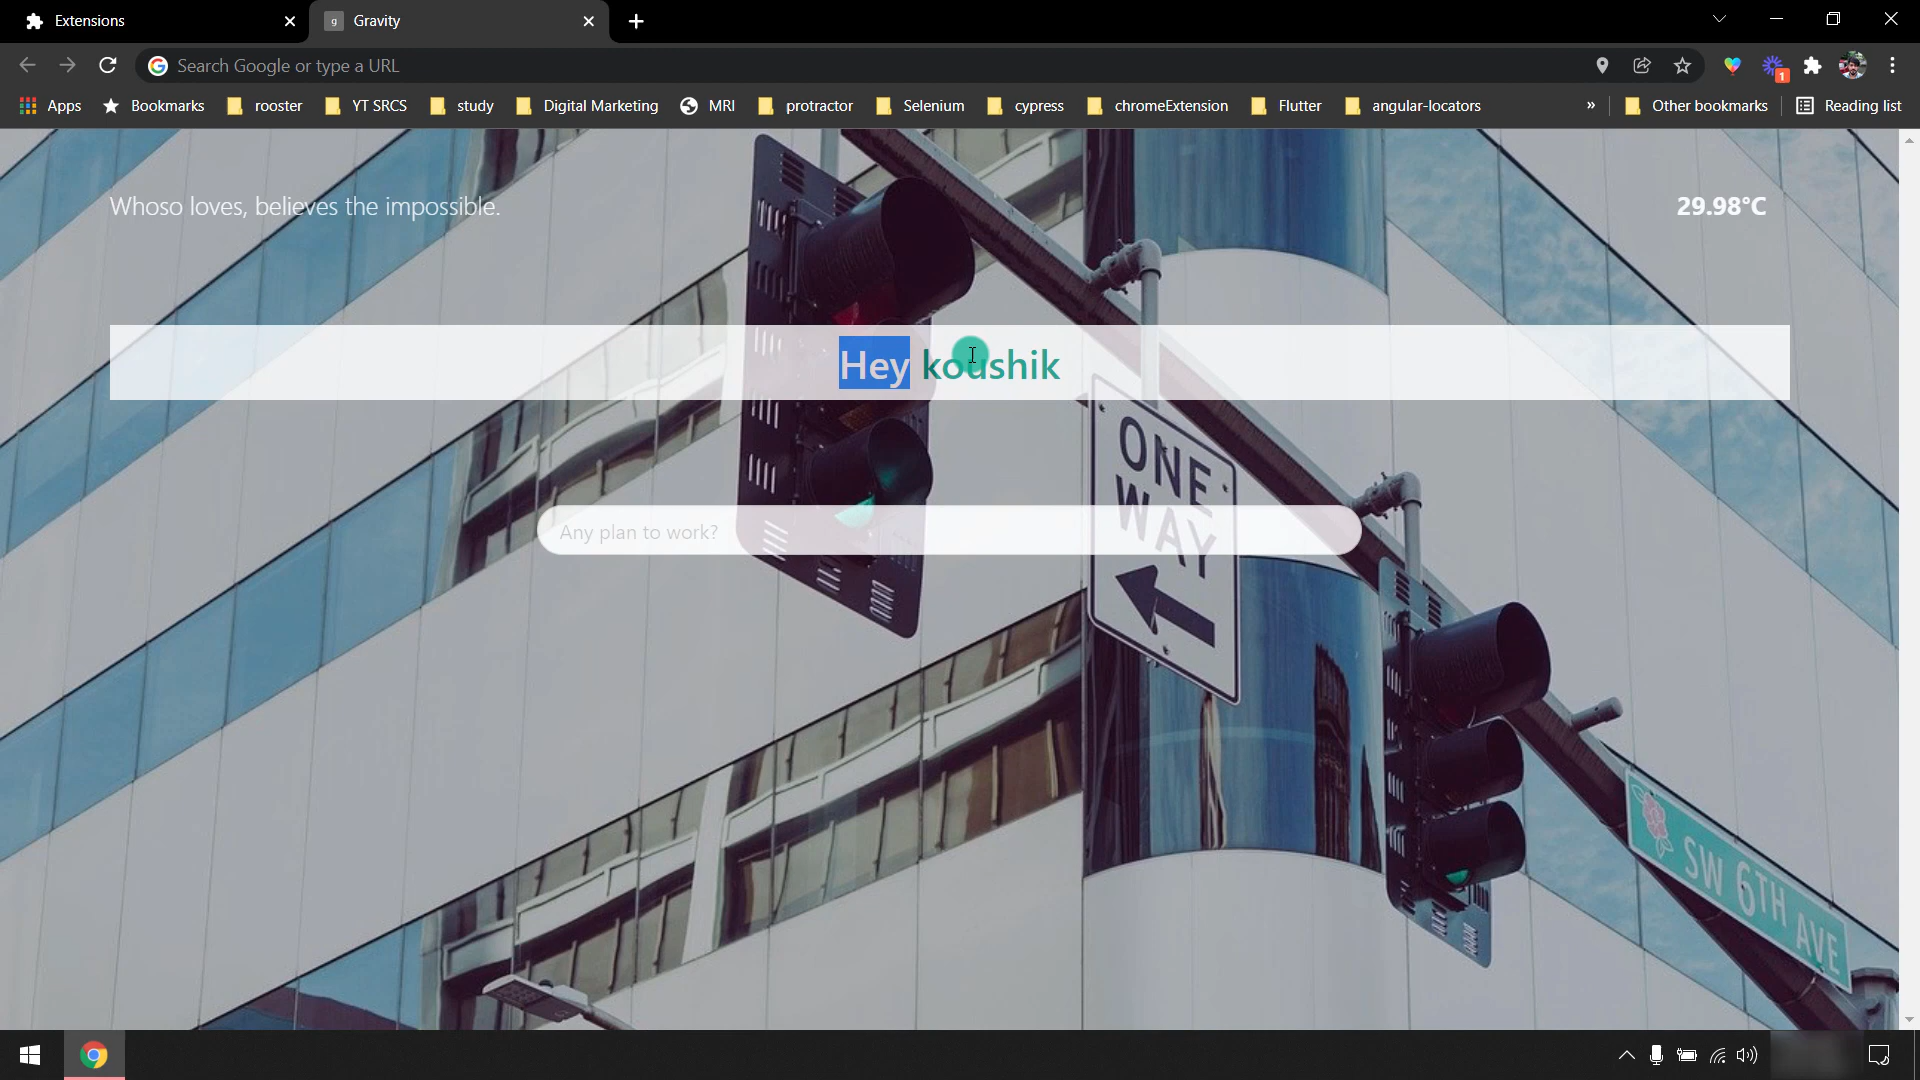 Extensions
g Gravity
Search Google or type a URL
1
Apps Bookmarks rooster YT SRCS study Digital Marketing MRI protractor Selenium cypress chromeExtension Flutter angular-locators » Other bookmarks Reading list
Whoso loves, believes the impossible.
29.98°C
Hey koushik
Any plan to work?
ONE
WAY
SW 6TH AVE